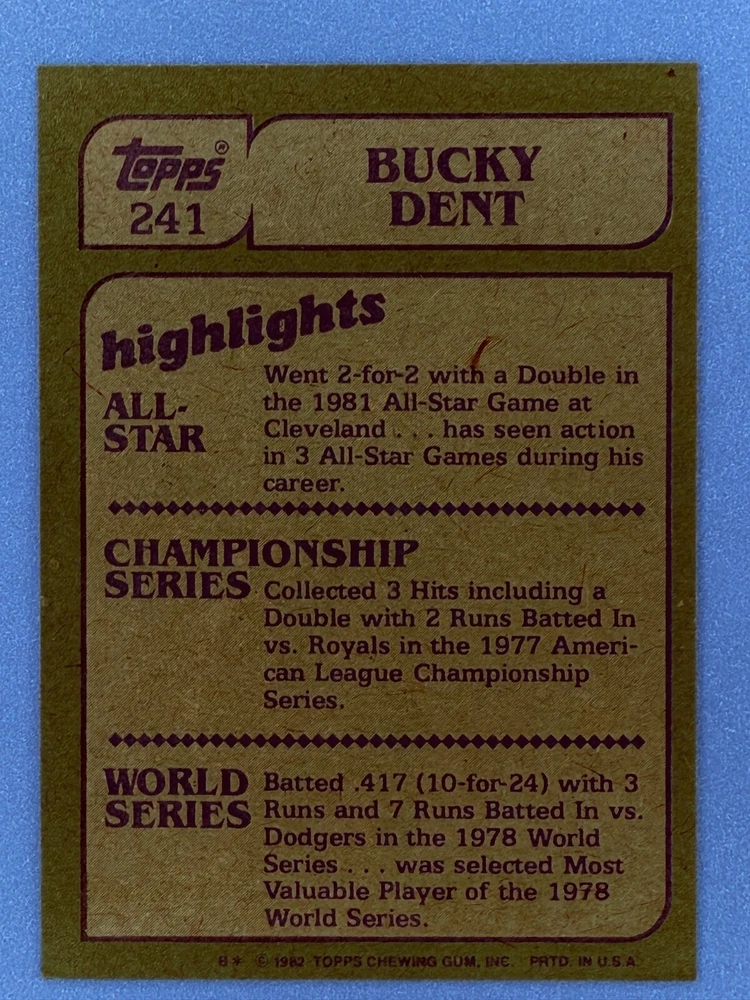 topps®
241
BUCKY
DENT
highlights
ALL-
STAR
Went 2-for-2 with a Double in
the 1981 All-Star Game at
Cleveland . . . has seen action
in 3 All-Star Games during his
career.
CHAMPIONSHIP
SERIES
Collected 3 Hits including a
Double with 2 Runs Batted In
vs. Royals in the 1977 Ameri-
can League Championship
Series.
WORLD
SERIES
Batted .417 (10-for-24) with 3
Runs and 7 Runs Batted In vs.
Dodgers in the 1978 World
Series . . . was selected Most
Valuable Player of the 1978
World Series.
B* © 1982 TOPPS CHEWING GUM, INC. PRTD. IN U.S.A.